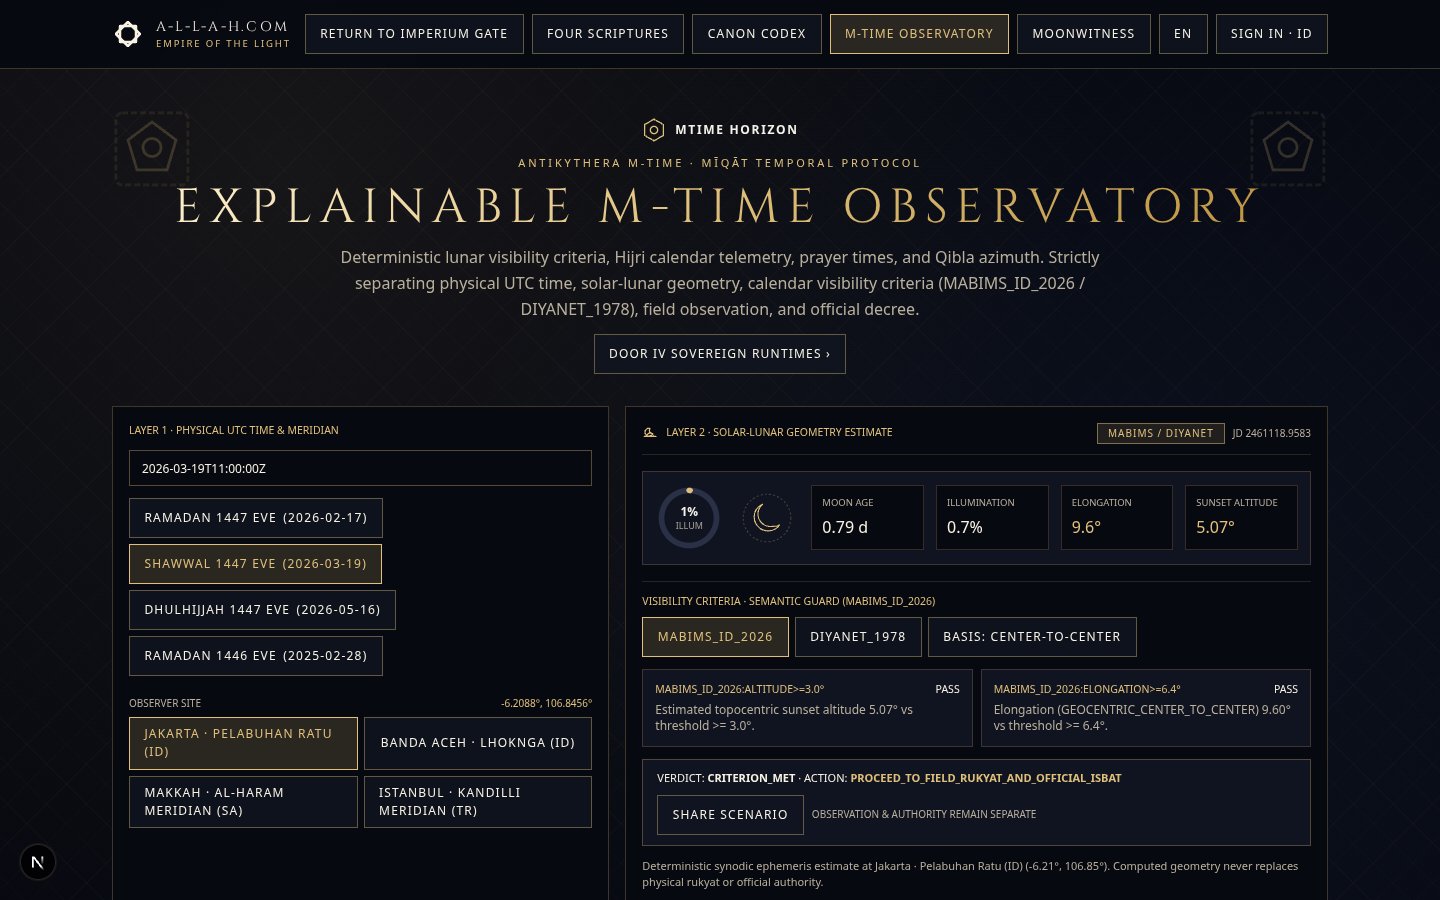 A-L-L-A-H.COM
EMPIRE OF THE LIGHT
RETURN TO IMPERIUM GATE
FOUR SCRIPTURES
CANON CODEX
M-TIME OBSERVATORY
MOONWITNESS
EN
SIGN IN · ID
MTIME HORIZON
ANTIKYTHERA M-TIME · MĪQĀT TEMPORAL PROTOCOL
EXPLAINABLE M-TIME OBSERVATORY
Deterministic lunar visibility criteria, Hijri calendar telemetry, prayer times, and Qibla azimuth. Strictly
separating physical UTC time, solar-lunar geometry, calendar visibility criteria (MABIMS_ID_2026 /
DIYANET_1978), field observation, and official decree.
DOOR IV SOVEREIGN RUNTIMES ›
LAYER 1 · PHYSICAL UTC TIME & MERIDIAN
2026-03-19T11:00:00Z
RAMADAN 1447 EVE (2026-02-17)
SHAWWAL 1447 EVE (2026-03-19)
DHULHIJJAH 1447 EVE (2026-05-16)
RAMADAN 1446 EVE (2025-02-28)
OBSERVER SITE
-6.2088°, 106.8456°
JAKARTA · PELABUHAN RATU
(ID)
BANDA ACEH · LHOKNGA (ID)
MAKKAH · AL-HARAM
MERIDIAN (SA)
ISTANBUL · KANDILLI
MERIDIAN (TR)
LAYER 2 · SOLAR-LUNAR GEOMETRY ESTIMATE
MABIMS / DIYANET
JD 2461118.9583
1%
ILLUM
MOON AGE
0.79 d
ILLUMINATION
0.7%
ELONGATION
9.6°
SUNSET ALTITUDE
5.07°
VISIBILITY CRITERIA · SEMANTIC GUARD (MABIMS_ID_2026)
MABIMS_ID_2026
DIYANET_1978
BASIS: CENTER-TO-CENTER
MABIMS_ID_2026:ALTITUDE>=3.0°
PASS
Estimated topocentric sunset altitude 5.07° vs
threshold >= 3.0°.
MABIMS_ID_2026:ELONGATION>=6.4°
PASS
Elongation (GEOCENTRIC_CENTER_TO_CENTER) 9.60°
vs threshold >= 6.4°.
VERDICT: CRITERION_MET · ACTION: PROCEED_TO_FIELD_RUKYAT_AND_OFFICIAL_ISBAT
SHARE SCENARIO
OBSERVATION & AUTHORITY REMAIN SEPARATE
Deterministic synodic ephemeris estimate at Jakarta · Pelabuhan Ratu (ID) (-6.21°, 106.85°). Computed geometry never replaces
physical rukyat or official authority.
N